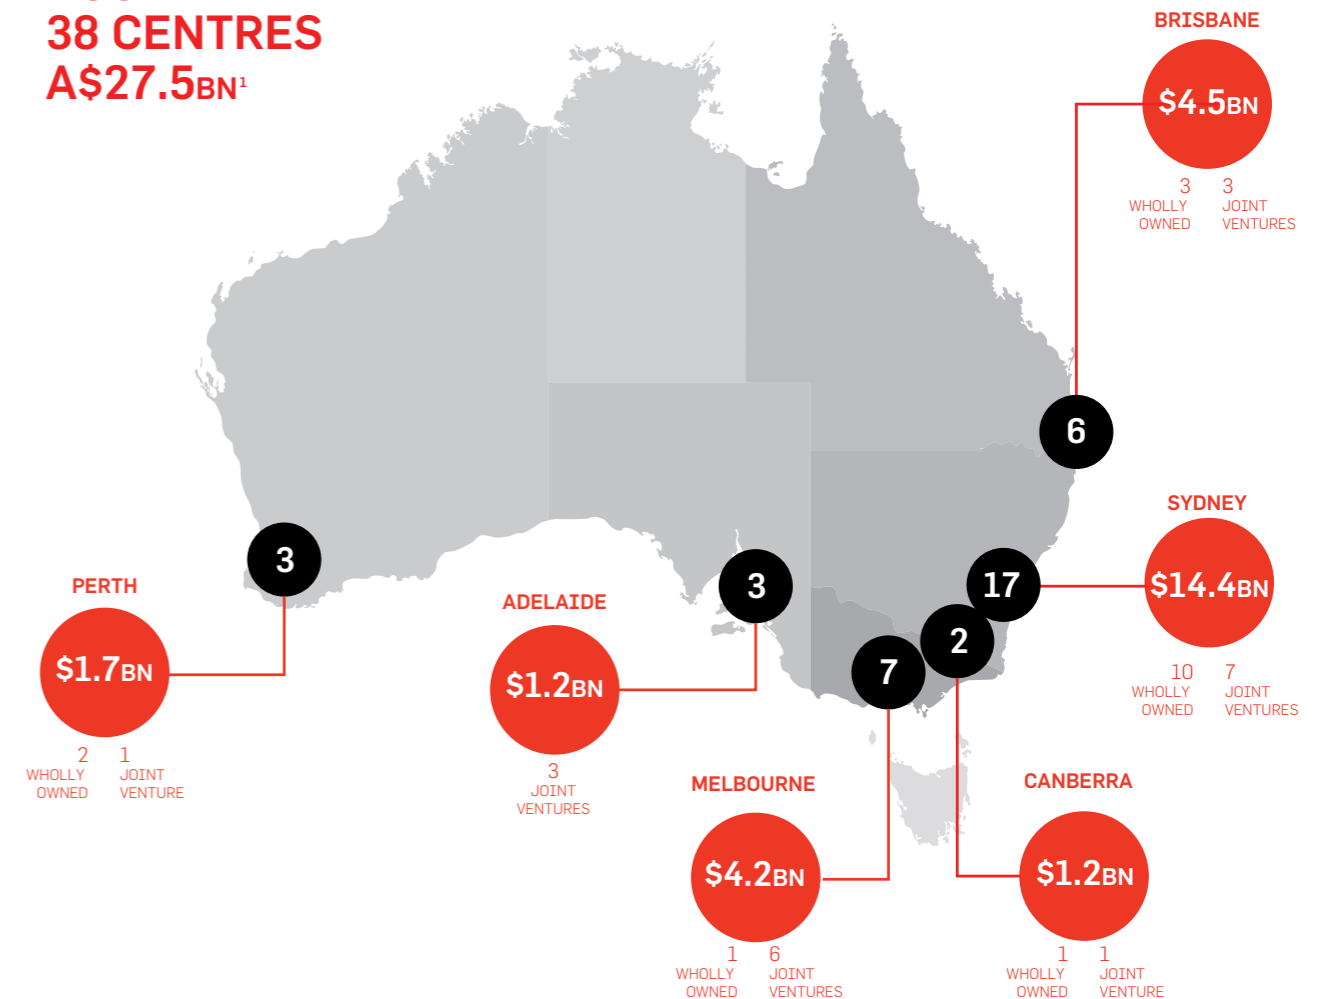 38 CENTRES
A$27.5BN¹
BRISBANE
$4.5BN
3 3
WHOLLY JOINT
OWNED VENTURES
6
SYDNEY
$14.4BN
17
10 7
WHOLLY JOINT
OWNED VENTURES
3
PERTH
$1.7BN
2 1
WHOLLY JOINT
OWNED VENTURE
3
ADELAIDE
$1.2BN
3
JOINT
VENTURES
7
MELBOURNE
$4.2BN
1 6
WHOLLY JOINT
OWNED VENTURES
2
CANBERRA
$1.2BN
1 1
WHOLLY JOINT
OWNED VENTURE